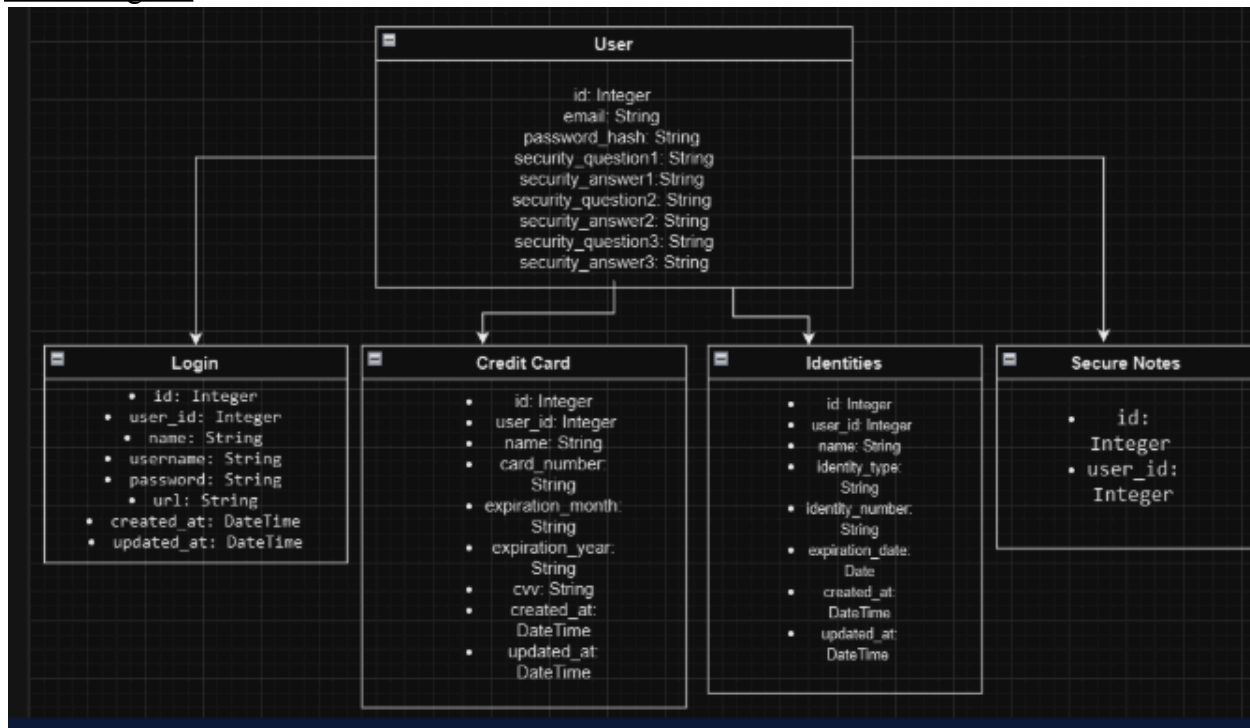 User
id: Integer
email: String
password_hash: String
security_question1: String
security_answer1:String
security_question2: String
security_answer2: String
security_question3: String
security_answer3: String
Login
• id: Integer
• user_id: Integer
• name: String
• username: String
• password: String
• url: String
• created_at: DateTime
• updated_at: DateTime
Credit Card
• id: Integer
• user_id: Integer
• name: String
• card_number:
String
• expiration_month:
String
• expiration_year:
String
• cvv: String
• created_at:
DateTime
• updated_at:
DateTime
Identities
• id: Integer
• user_id: Integer
• name: String
• identity_type:
String
• identity_number:
String
• expiration_date:
Date
• created_at:
DateTime
• updated_at:
DateTime
Secure Notes
• id:
Integer
• user_id:
Integer